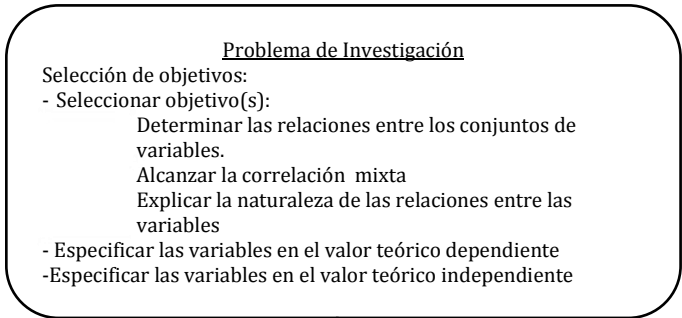 Problema de Investigación
Selección de objetivos:
- Seleccionar objetivo(s):
Determinar las relaciones entre los conjuntos de
variables.
Alcanzar la correlación  mixta
Explicar la naturaleza de las relaciones entre las
variables
- Especificar las variables en el valor teórico dependiente
-Especificar las variables en el valor teórico independiente